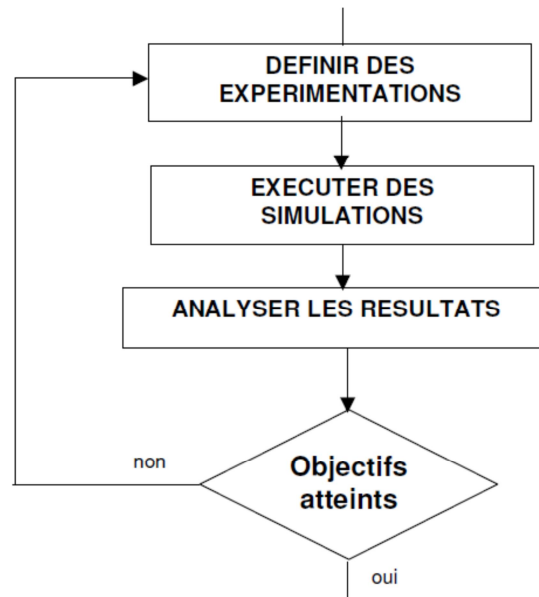 DEFINIR DES
EXPERIMENTATIONS
EXECUTER DES
SIMULATIONS
ANALYSER LES RESULTATS
non
Objectifs
atteints
oui